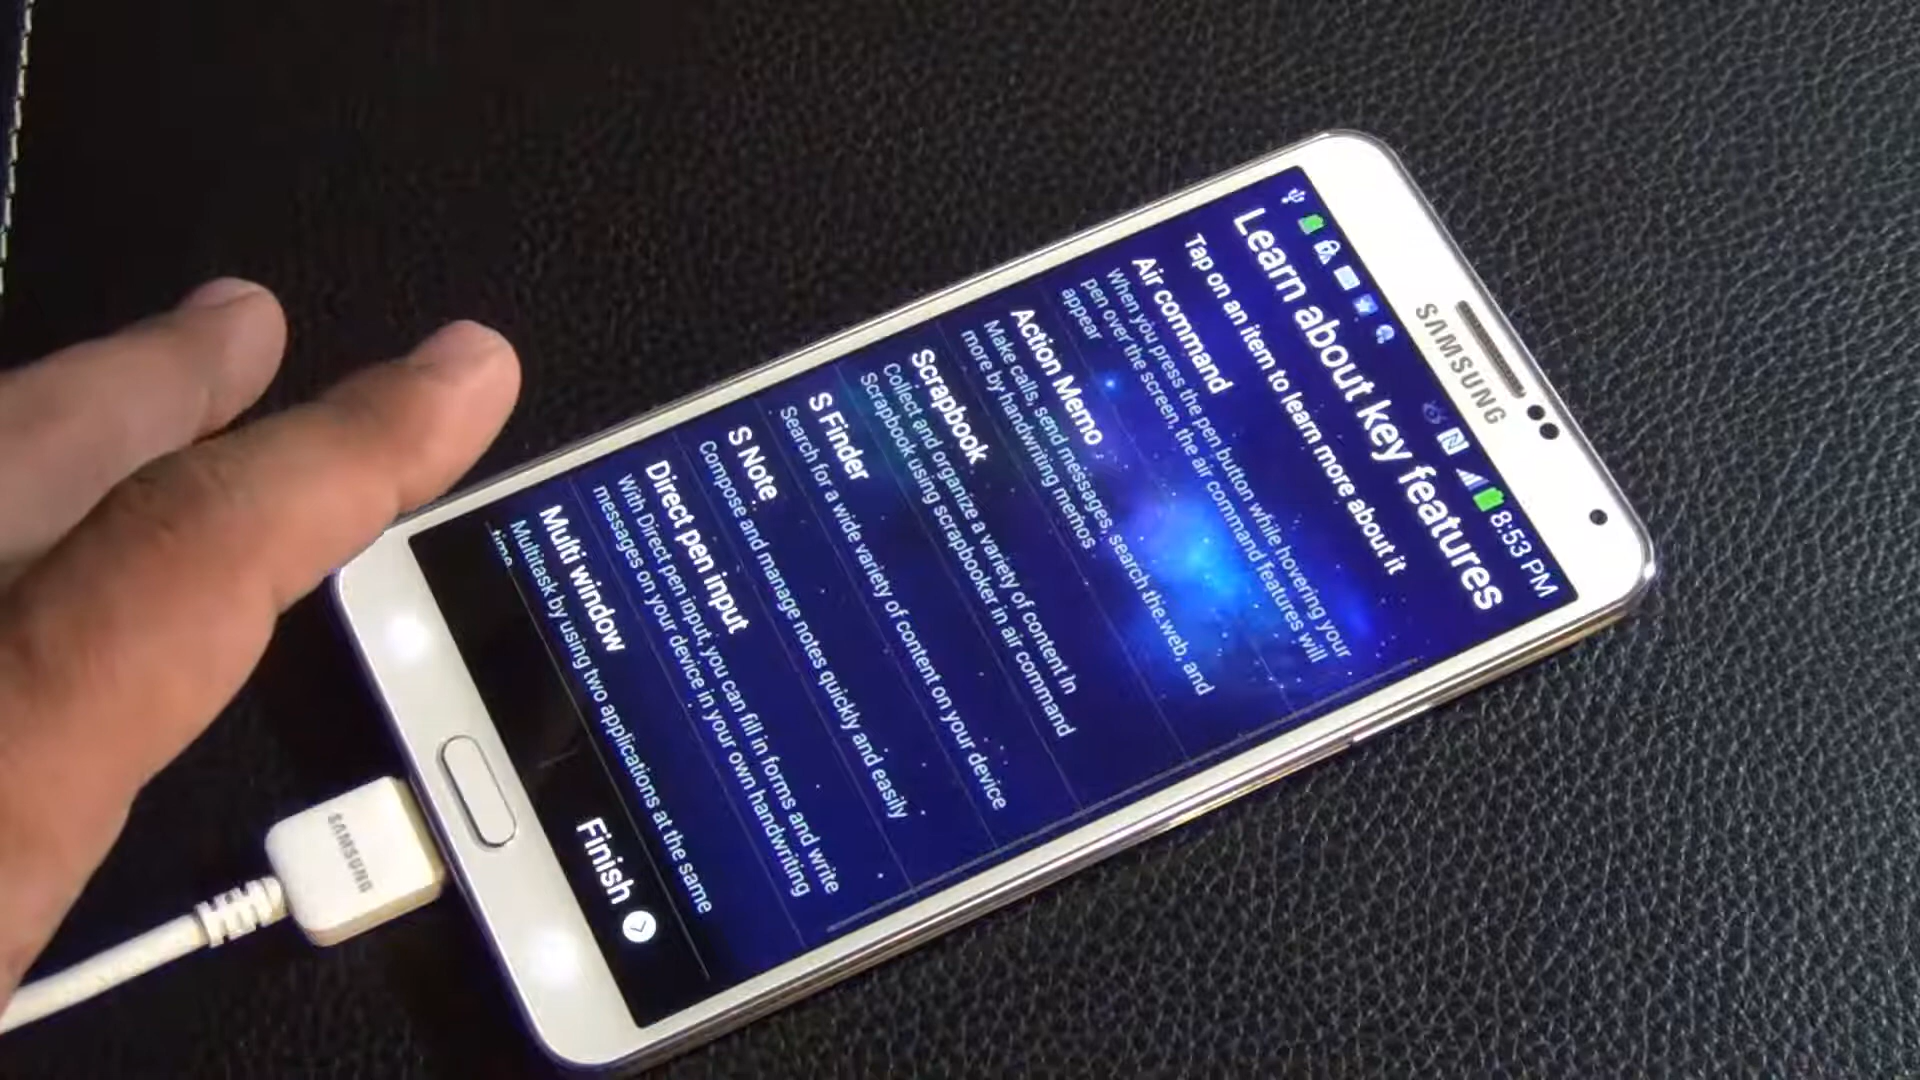 SAMSUNG
8:53 PM
Learn about key features
Tap on an item to learn more about it
Air command
When you press the pen button while hovering your
pen over the screen, the air command features will
appear
Action Memo
Make calls, send messages, search the web, and
more by handwriting memos
Scrapbook
Collect and organize a variety of content in
Scrapbook using scrapbooker in air command
S Finder
Search for a wide variety of content on your device
S Note
Compose and manage notes quickly and easily
Direct pen input
With Direct pen input, you can fill in forms and write
messages on your device in your own handwriting
Multi window
Multitask by using two applications at the same
time
Finish
SAMSUNG